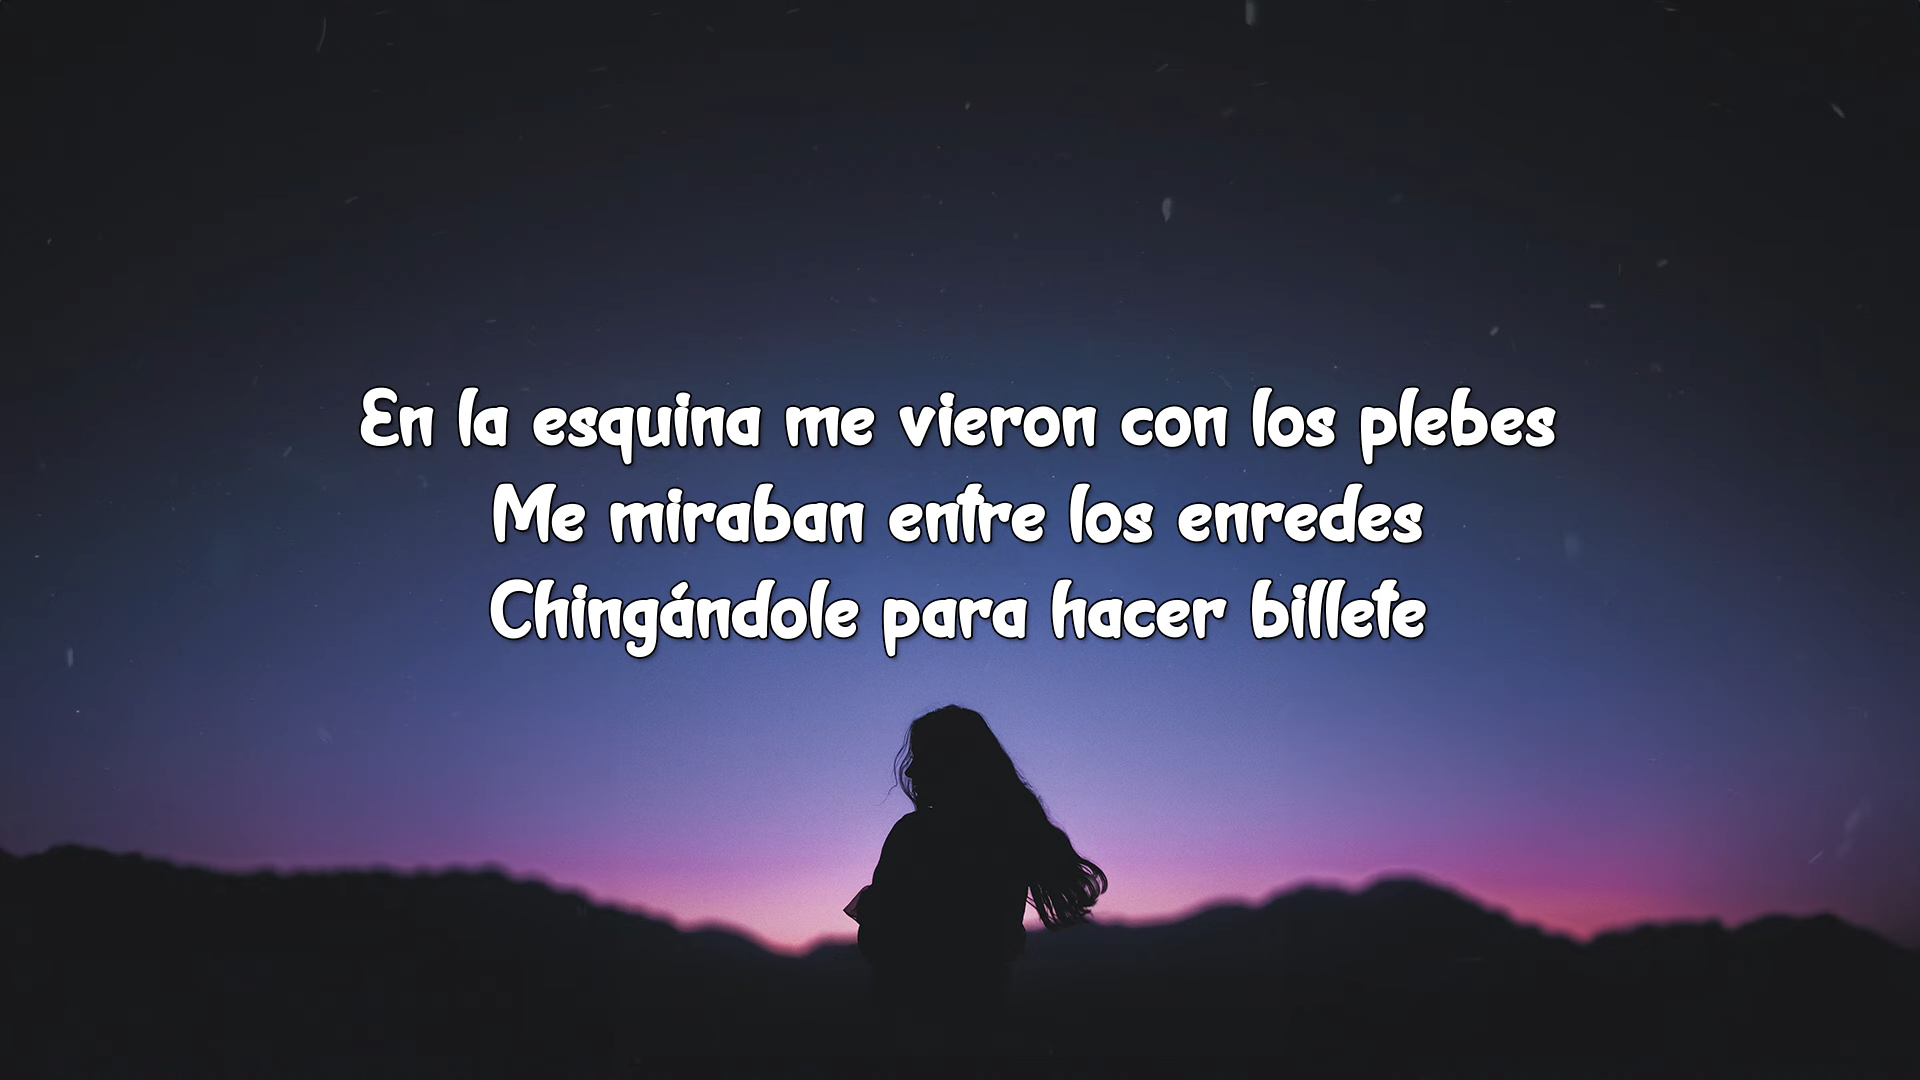 En la esquina me vieron con los plebes
Me miraban entre los enredes
Chingándole para hacer billete